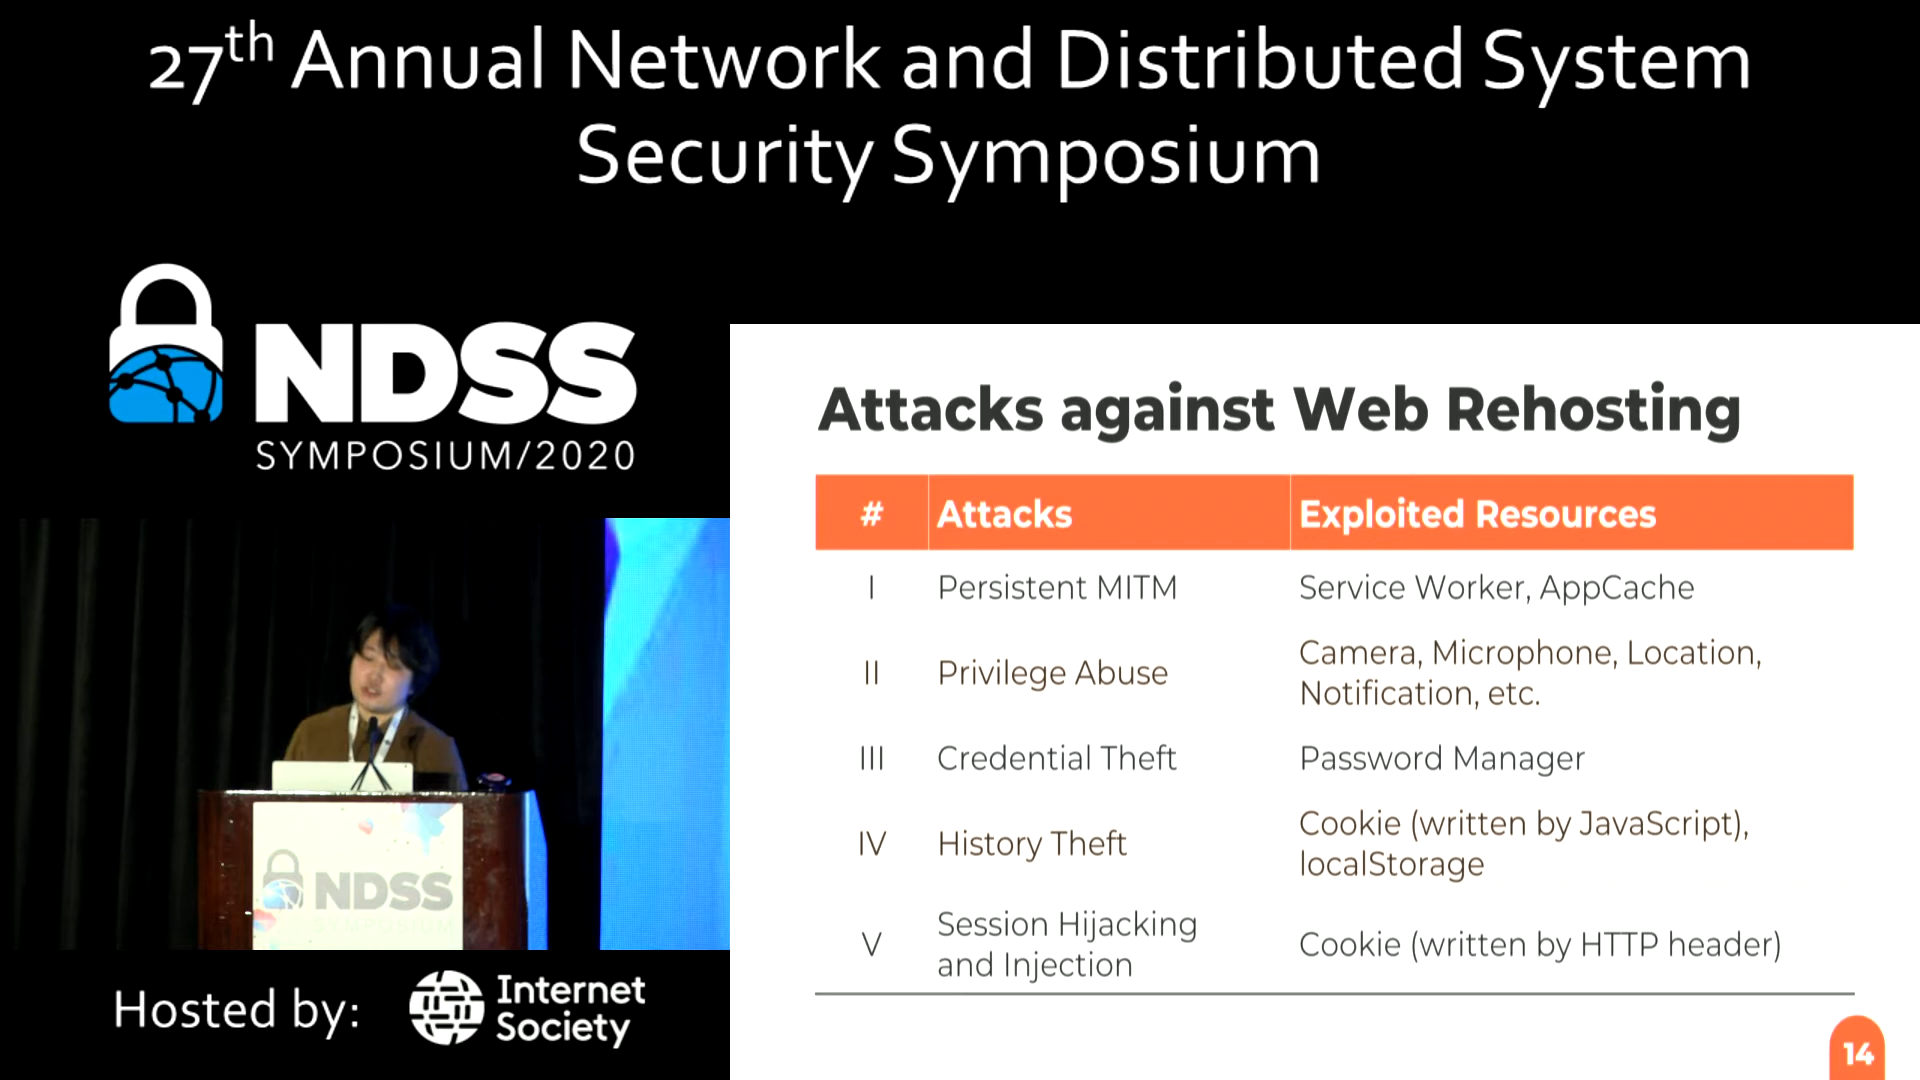 27th Annual Network and Distributed System
Security Symposium
NDSS
SYMPOSIUM/2020
Attacks against Web Rehosting
# Attacks Exploited Resources
I Persistent MITM Service Worker, AppCache
II Privilege Abuse Camera, Microphone, Location,
Notification, etc.
III Credential Theft Password Manager
IV History Theft Cookie (written by JavaScript),
localStorage
V Session Hijacking
and Injection Cookie (written by HTTP header)
14
NDSS
SYMPOSIUM
Hosted by:
Internet
Society